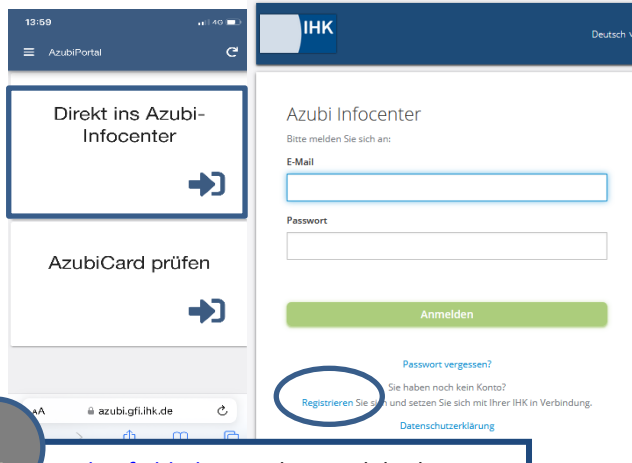 13:59
4G
AzubiPortal
Direkt ins Azubi-
Infocenter
AzubiCard prüfen
AA
azubi.gfi.ihk.de
IHK
Deutsch
Azubi Infocenter
Bitte melden Sie sich an:
E-Mail
Passwort
Anmelden
Passwort vergessen?
Sie haben noch kein Konto?
Registrieren Sie sich und setzen Sie sich mit Ihrer IHK in Verbindung.
Datenschutzerklärung